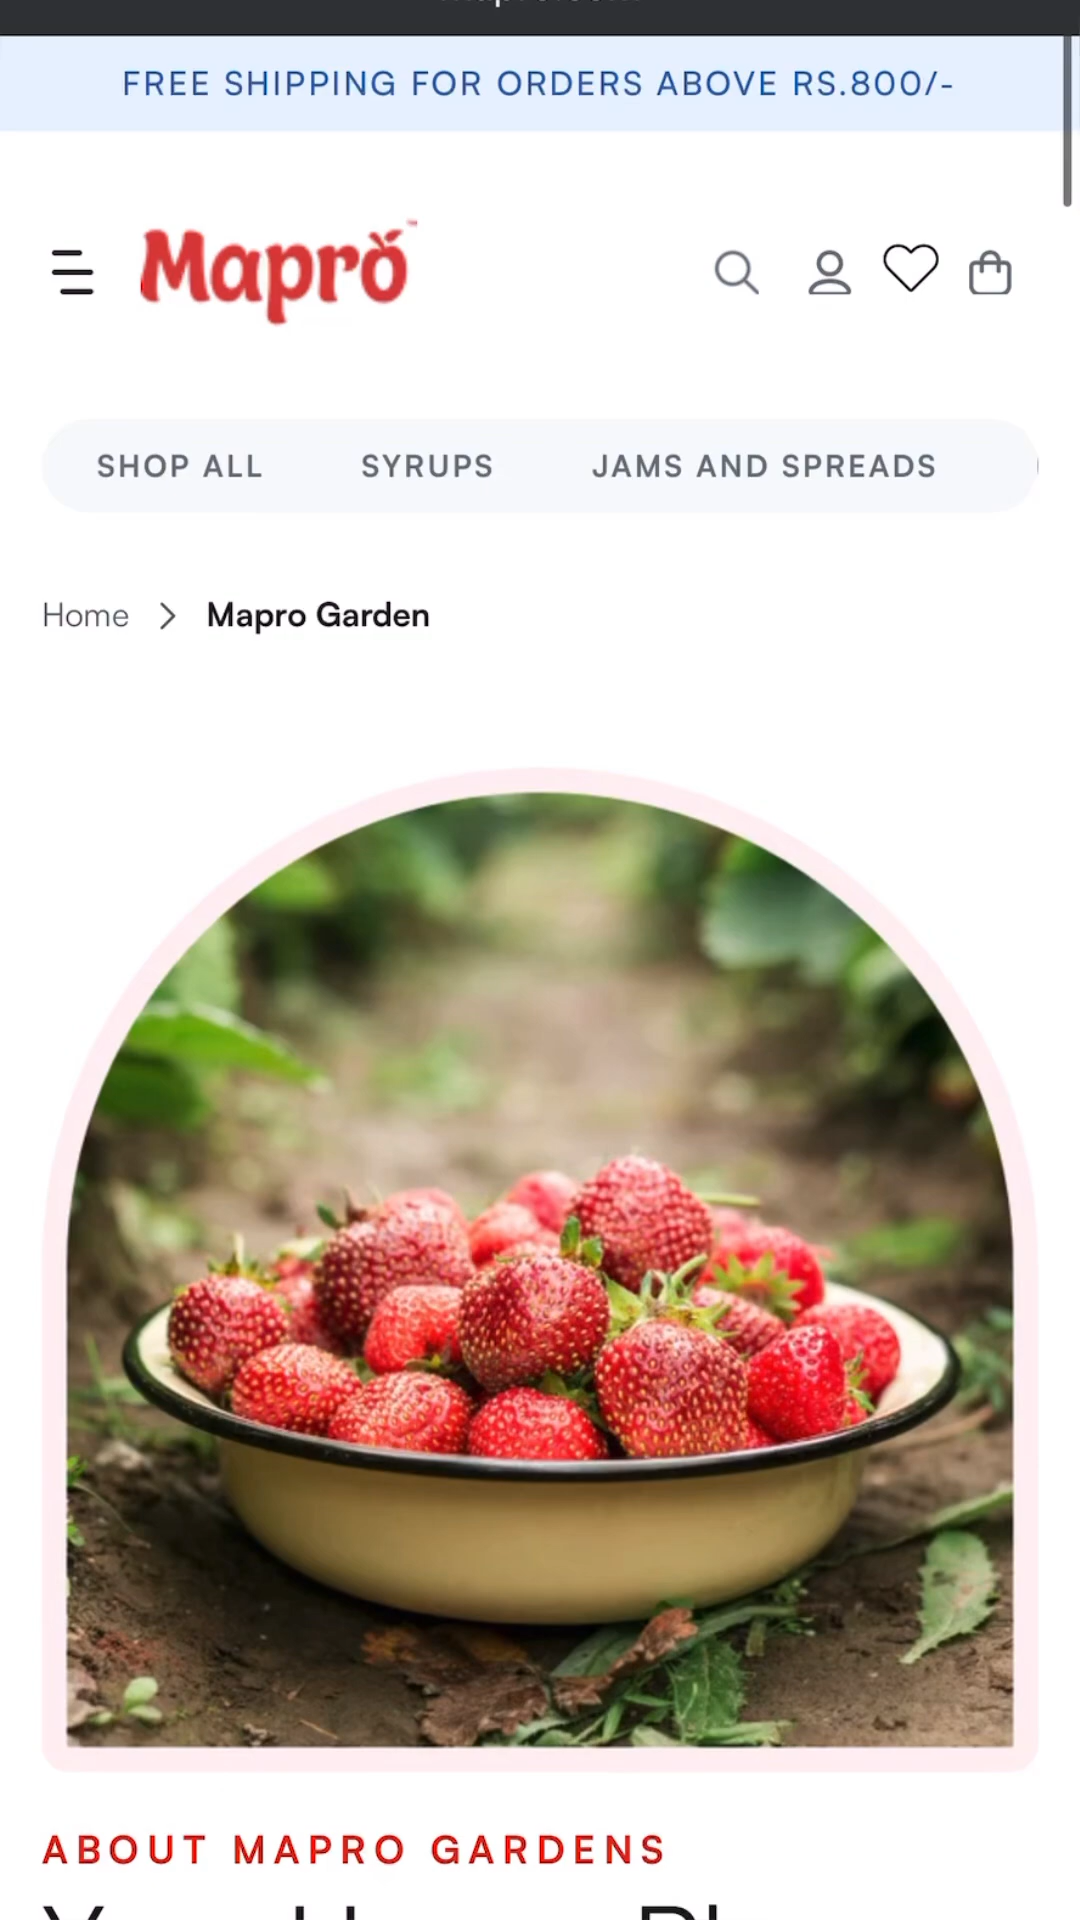 FREE SHIPPING FOR ORDERS ABOVE RS.800/-
Mapro
SHOP ALL SYRUPS JAMS AND SPREADS
Home > Mapro Garden
ABOUT MAPRO GARDENS